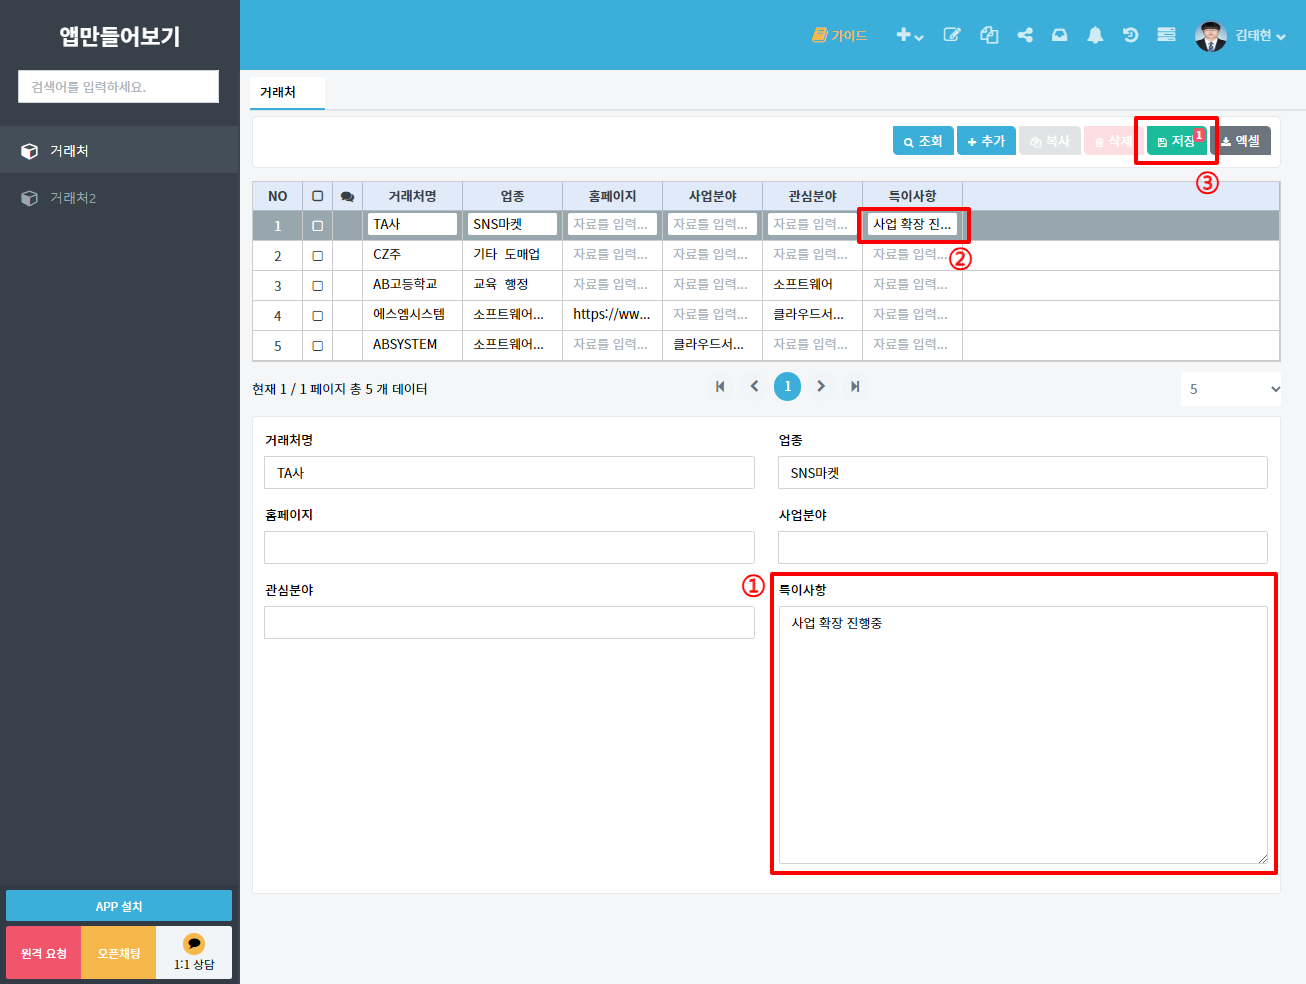 앱만들어보기
검색어를 입력하세요.
거래처
거래처2
APP 설치
원격 요청
오픈채팅
1:1 상담
가이드
김태현
거래처
조회
추가
복사
삭제
저장
1
엑셀
③
NO 거래처명 업종 홈페이지 사업분야 관심분야 특이사항
1 TA사 SNS마켓 자료를 입력... 자료를 입력... 자료를 입력... 사업 확장 진...
2 CZ주 기타 도매업 자료를 입력... 자료를 입력... 자료를 입력... 자료를 입력...
②
3 AB고등학교 교육 행정 자료를 입력... 자료를 입력... 소프트웨어 자료를 입력...
4 에스엠시스템 소프트웨어... https://ww... 자료를 입력... 클라우드서... 자료를 입력...
5 ABSYSTEM 소프트웨어... 자료를 입력... 클라우드서... 자료를 입력... 자료를 입력...
현재 1 / 1 페이지 총 5 개 데이터
1
5
거래처명
TA사
업종
SNS마켓
홈페이지
사업분야
관심분야
①
특이사항
사업 확장 진행중